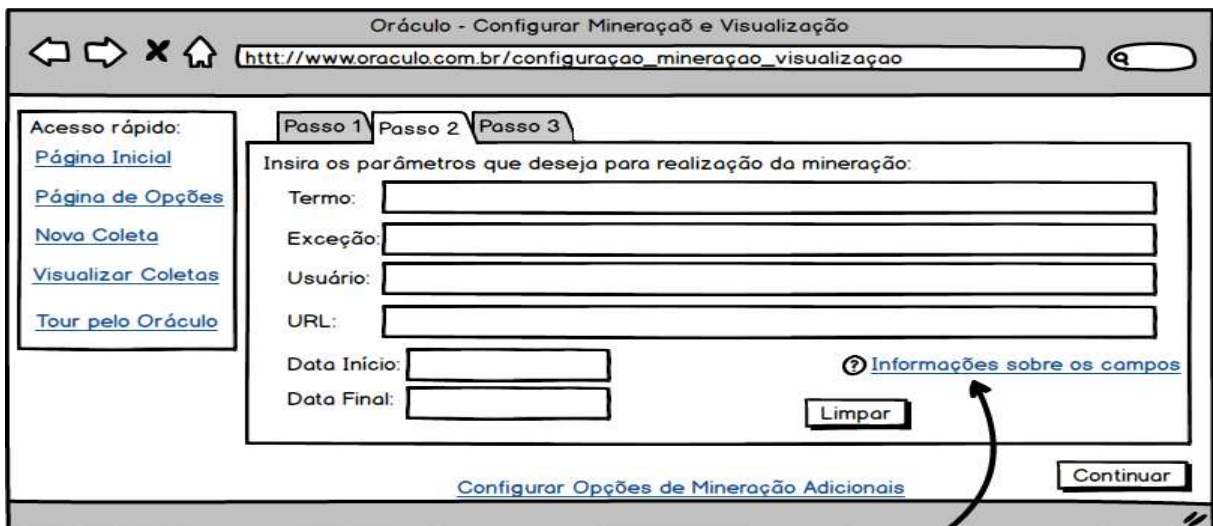 Oráculo - Configurar Mineraçaõ e Visualização
httt://www.oraculo.com.br/configuraçao_mineraçao_visualizaçao
Acesso rápido:
Página Inicial
Página de Opções
Nova Coleta
Visualizar Coletas
Tour pelo Oráculo
Passo 1 Passo 2 Passo 3
Insira os parâmetros que deseja para realização da mineração:
Termo:
Exceção:
Usuário:
URL:
Data Início:
? Informações sobre os campos
Data Final:
Limpar
Configurar Opções de Mineração Adicionais
Continuar